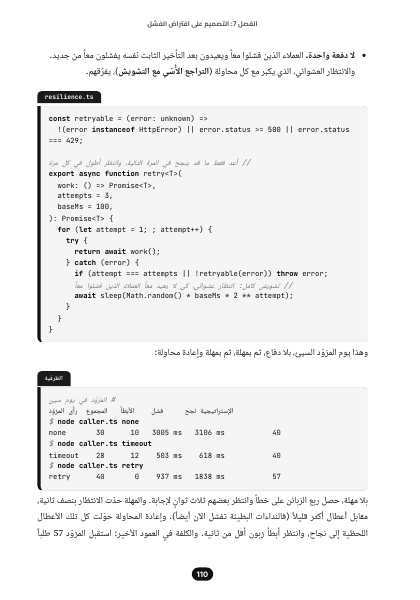 الفصل 7: التصميم على افتراض الفشل
• لا دفعة واحدة. العملاء الذين فشلوا معاً ويعيدون بعد التأخير الثابت نفسه يفشلون معاً من جديد.
والانتظار العشوائي، الذي يكبر مع كل محاولة (التراجع الأسّي مع التشويش)، يفرّقهم.
resilience.ts
const retryable = (error: unknown) =>
!(error instanceof HttpError) || error.status >= 500 || error.status
=== 429;
// أعد فقط ما قد ينجح في المرة التالية، وانتظر أطول في كل مرة
export async function retry<T>(
work: () => Promise<T>,
attempts = 3,
baseMs = 100,
): Promise<T> {
for (let attempt = 1; ; attempt++) {
try {
return await work();
} catch (error) {
if (attempt === attempts || !retryable(error)) throw error;
// تشويش كامل: انتظار عشوائي، كي لا يعيد معاً العملاء الذين فشلوا معاً
await sleep(Math.random() * baseMs * 2 ** attempt);
}
}
}
وهذا يوم المزوّد السيئ، بلا دفاع، ثم بمهلة، ثم بمهلة وإعادة محاولة:
الطرفية
# المزوّد في يوم سيئ
الإستراتيجية نجح فشل الأبطأ المجموع رأى المزوّد
$ node caller.ts none
none 30 10 3005 ms 3106 ms 40
$ node caller.ts timeout
timeout 28 12 503 ms 618 ms 40
$ node caller.ts retry
retry 40 0 937 ms 1838 ms 57
بلا مهلة، حصل ربع الزبائن على خطأ وانتظر بعضهم ثلاث ثوانٍ لإجابة. والمهلة حدّت الانتظار بنصف ثانية،
مقابل أعطال أكثر قليلاً (فالنداءات البطيئة تفشل الآن أيضاً). وإعادة المحاولة حوّلت كل تلك الأعطال
اللحظية إلى نجاح، وانتظر أبطأ زبون أقل من ثانية. والكلفة في العمود الأخير: استقبل المزوّد 57 طلباً
110